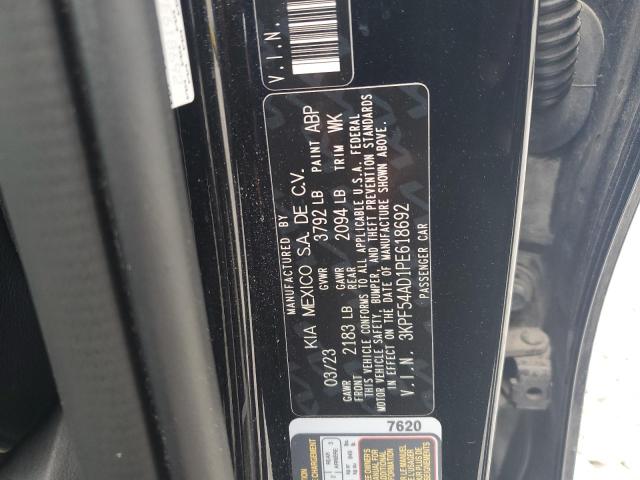 V.I.N.
MANUFACTURED BY
KIA MEXICO S.A. DE C.V.
03/23 GVWR 3792 LB PAINT ABP
GAWR FRONT 2183 LB GAWR REAR 2094 LB TRIM WK
THIS VEHICLE CONFORMS TO ALL APPLICABLE U.S.A. FEDERAL
MOTOR VEHICLE SAFETY, BUMPER, AND THEFT PREVENTION STANDARDS
IN EFFECT ON THE DATE OF MANUFACTURE SHOWN ABOVE.
V.I.N. 3KPF54AD1PE618692
PASSENGER CAR
7620